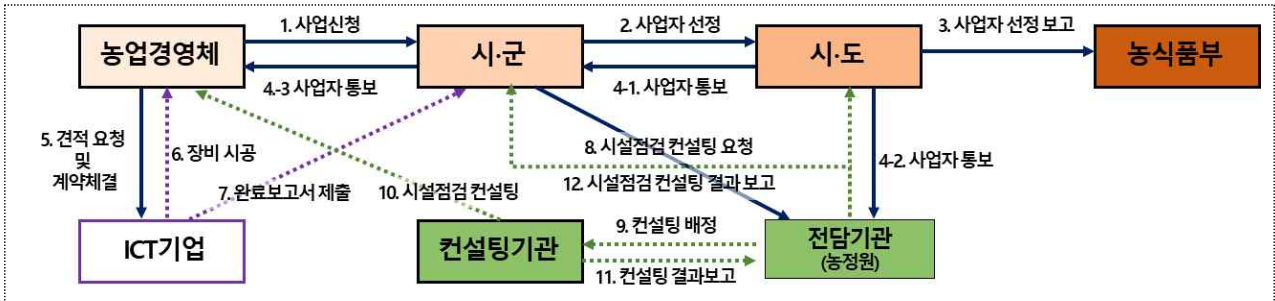 1. 사업신청
2. 사업자 선정
3. 사업자 선정 보고
농업경영체
시·군
시·도
농식품부
4.-3 사업자 통보
4-1. 사업자 통보
5. 견적 요청
및
계약체결
6. 장비 시공
8. 시설점검 컨설팅 요청
4-2. 사업자 통보
7. 완료보고서 제출
10. 시설점검 컨설팅
12. 시설점검 컨설팅 결과 보고
ICT기업
컨설팅기관
9. 컨설팅 배정
11. 컨설팅 결과보고
전담기관
(농정원)